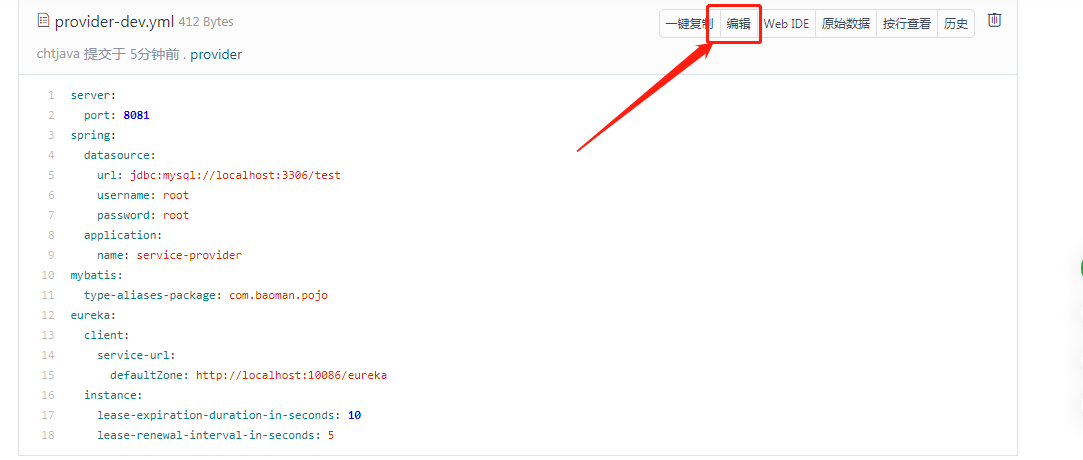 provider-dev.yml 412 Bytes 一键复制 编辑 Web IDE 原始数据 按行查看 历史
chtjava 提交于 5分钟前 . provider
1 server:
2   port: 8081
3 spring:
4   datasource:
5     url: jdbc:mysql://localhost:3306/test
6     username: root
7     password: root
8   application:
9     name: service-provider
10 mybatis:
11   type-aliases-package: com.baoman.pojo
12 eureka:
13   client:
14     service-url:
15       defaultZone: http://localhost:10086/eureka
16   instance:
17     lease-expiration-duration-in-seconds: 10
18     lease-renewal-interval-in-seconds: 5